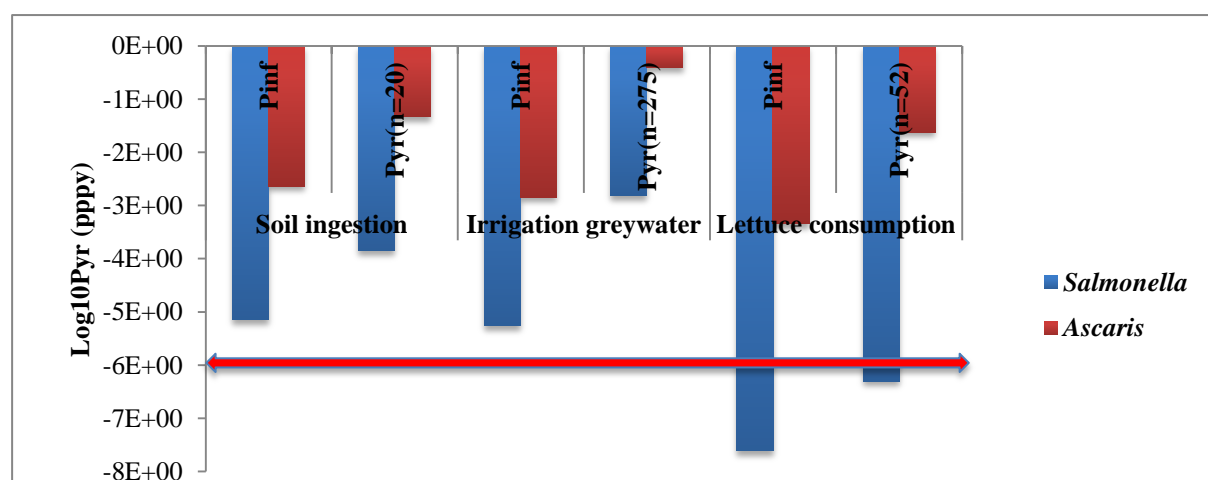 0E+00
-1E+00
-2E+00
-3E+00
-4E+00
-5E+00
-6E+00
-7E+00
-8E+00
Log10Pyr (pppy)
Pinf
Pyr(n=20)
Pinf
Pyr(n=275)
Pinf
Pyr(n=52)
Soil ingestion
Irrigation greywater
Lettuce consumption
Salmonella
Ascaris